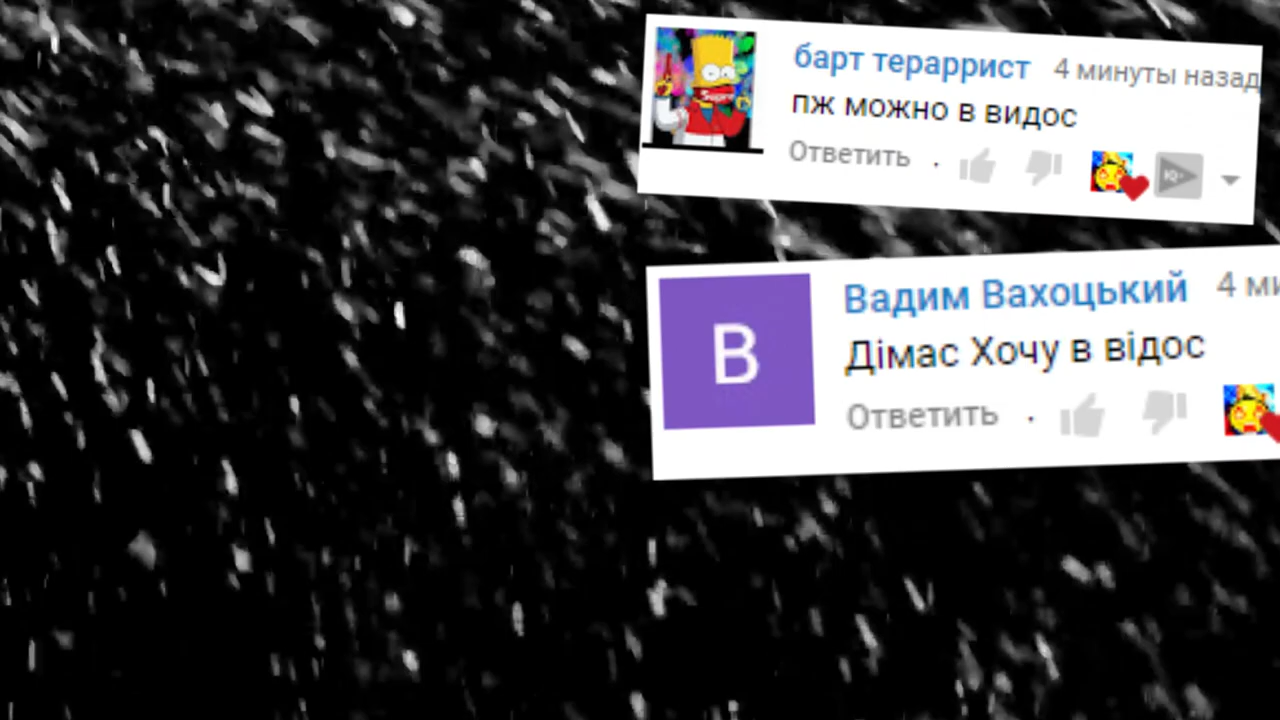 барт тераррист 4 минуты назад
пж можно в видос
Ответить
В
Вадим Вахоцький 4 ми
Дімас Хочу в відос
Ответить